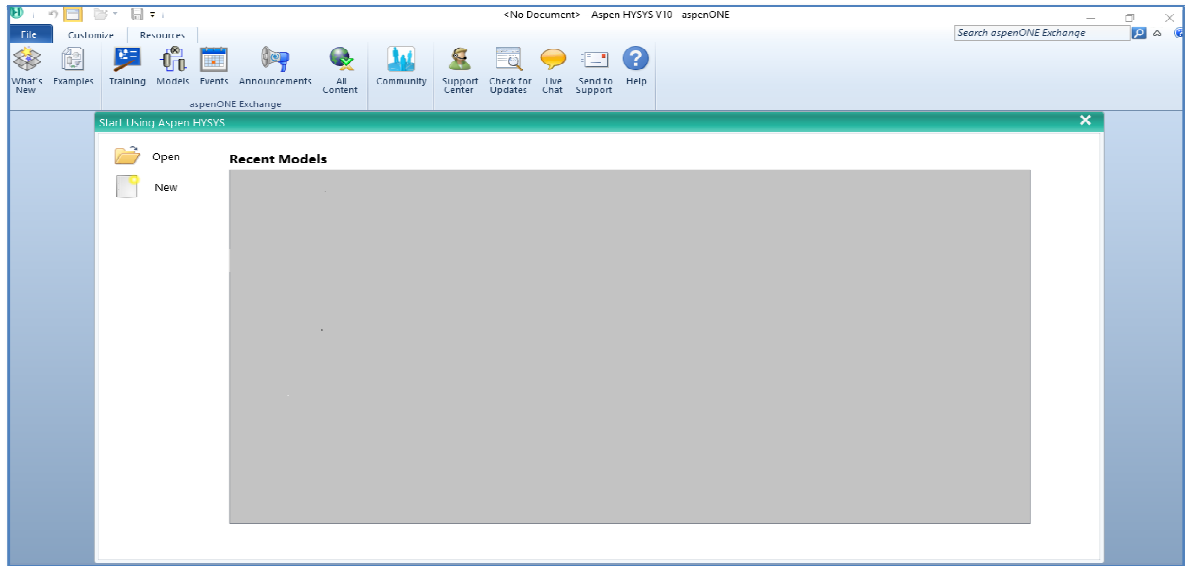 <No Document> Aspen HYSYS V10 aspenONE
File Customize Resources Search aspenONE Exchange
What's New Examples Training Models Events Announcements All Content Community Support Center Check for Updates Live Chat Send to Support Help
aspenONE Exchange
Start Using Aspen HYSYS
Open
Recent Models
New